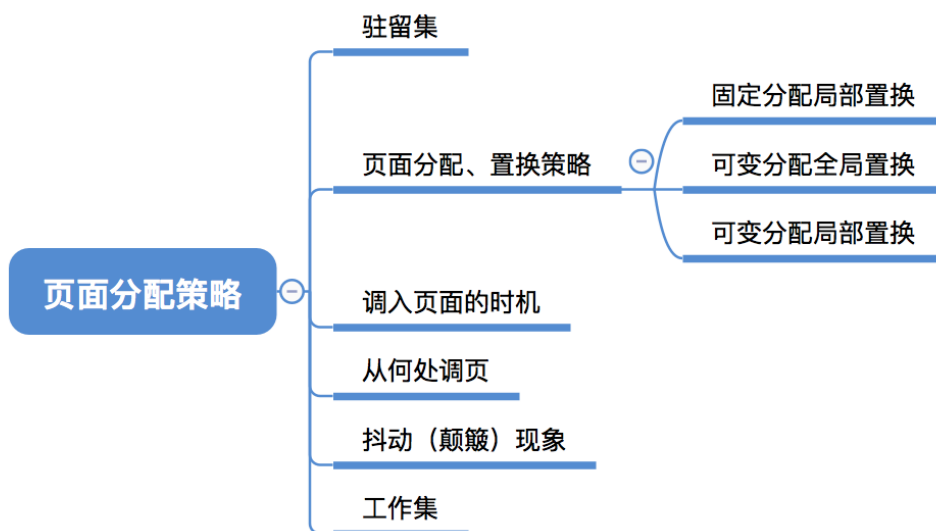 驻留集
固定分配局部置换
页面分配、置换策略
可变分配全局置换
可变分配局部置换
页面分配策略
调入页面的时机
从何处调页
抖动（颠簸）现象
工作集